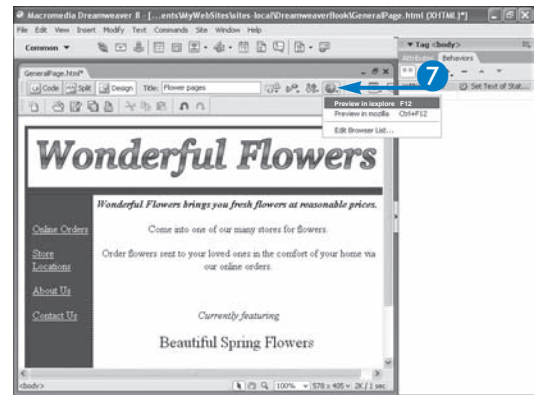 Macromedia Dreamweaver 8 - [...ents\MyWebSites\sites-local\DreamweaverBook\GeneralPage.html (XHTML)*]
File Edit View Insert Modify Text Commands Site Window Help
Common
Tag <body>
Attributes Behaviors
GeneralPage.html*
7
Code Split Design Title: Flower pages
Set Text of Stat...
Preview in iexplore F12
Preview in mozilla Ctrl+F12
Edit Browser List...
Wonderful Flowers
Wonderful Flowers brings you fresh flowers at reasonable prices.
Online Orders
Come into one of our many stores for flowers.
Store Locations
Order flowers sent to your loved ones in the comfort of your home via
our online orders.
About Us
Contact Us
Currently featuring
Beautiful Spring Flowers
<body>
100% 578 x 405 2K / 1 sec